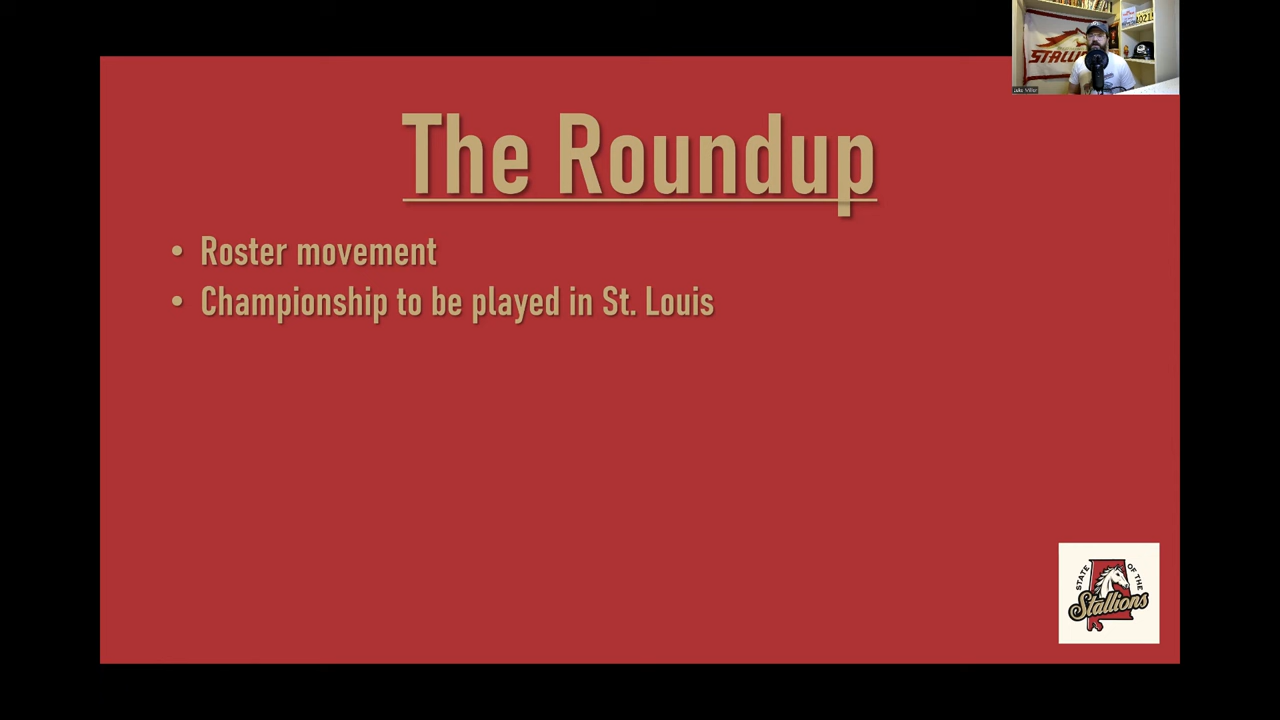 The Roundup
• Roster movement
• Championship to be played in St. Louis
STATE OF THE
Stallions